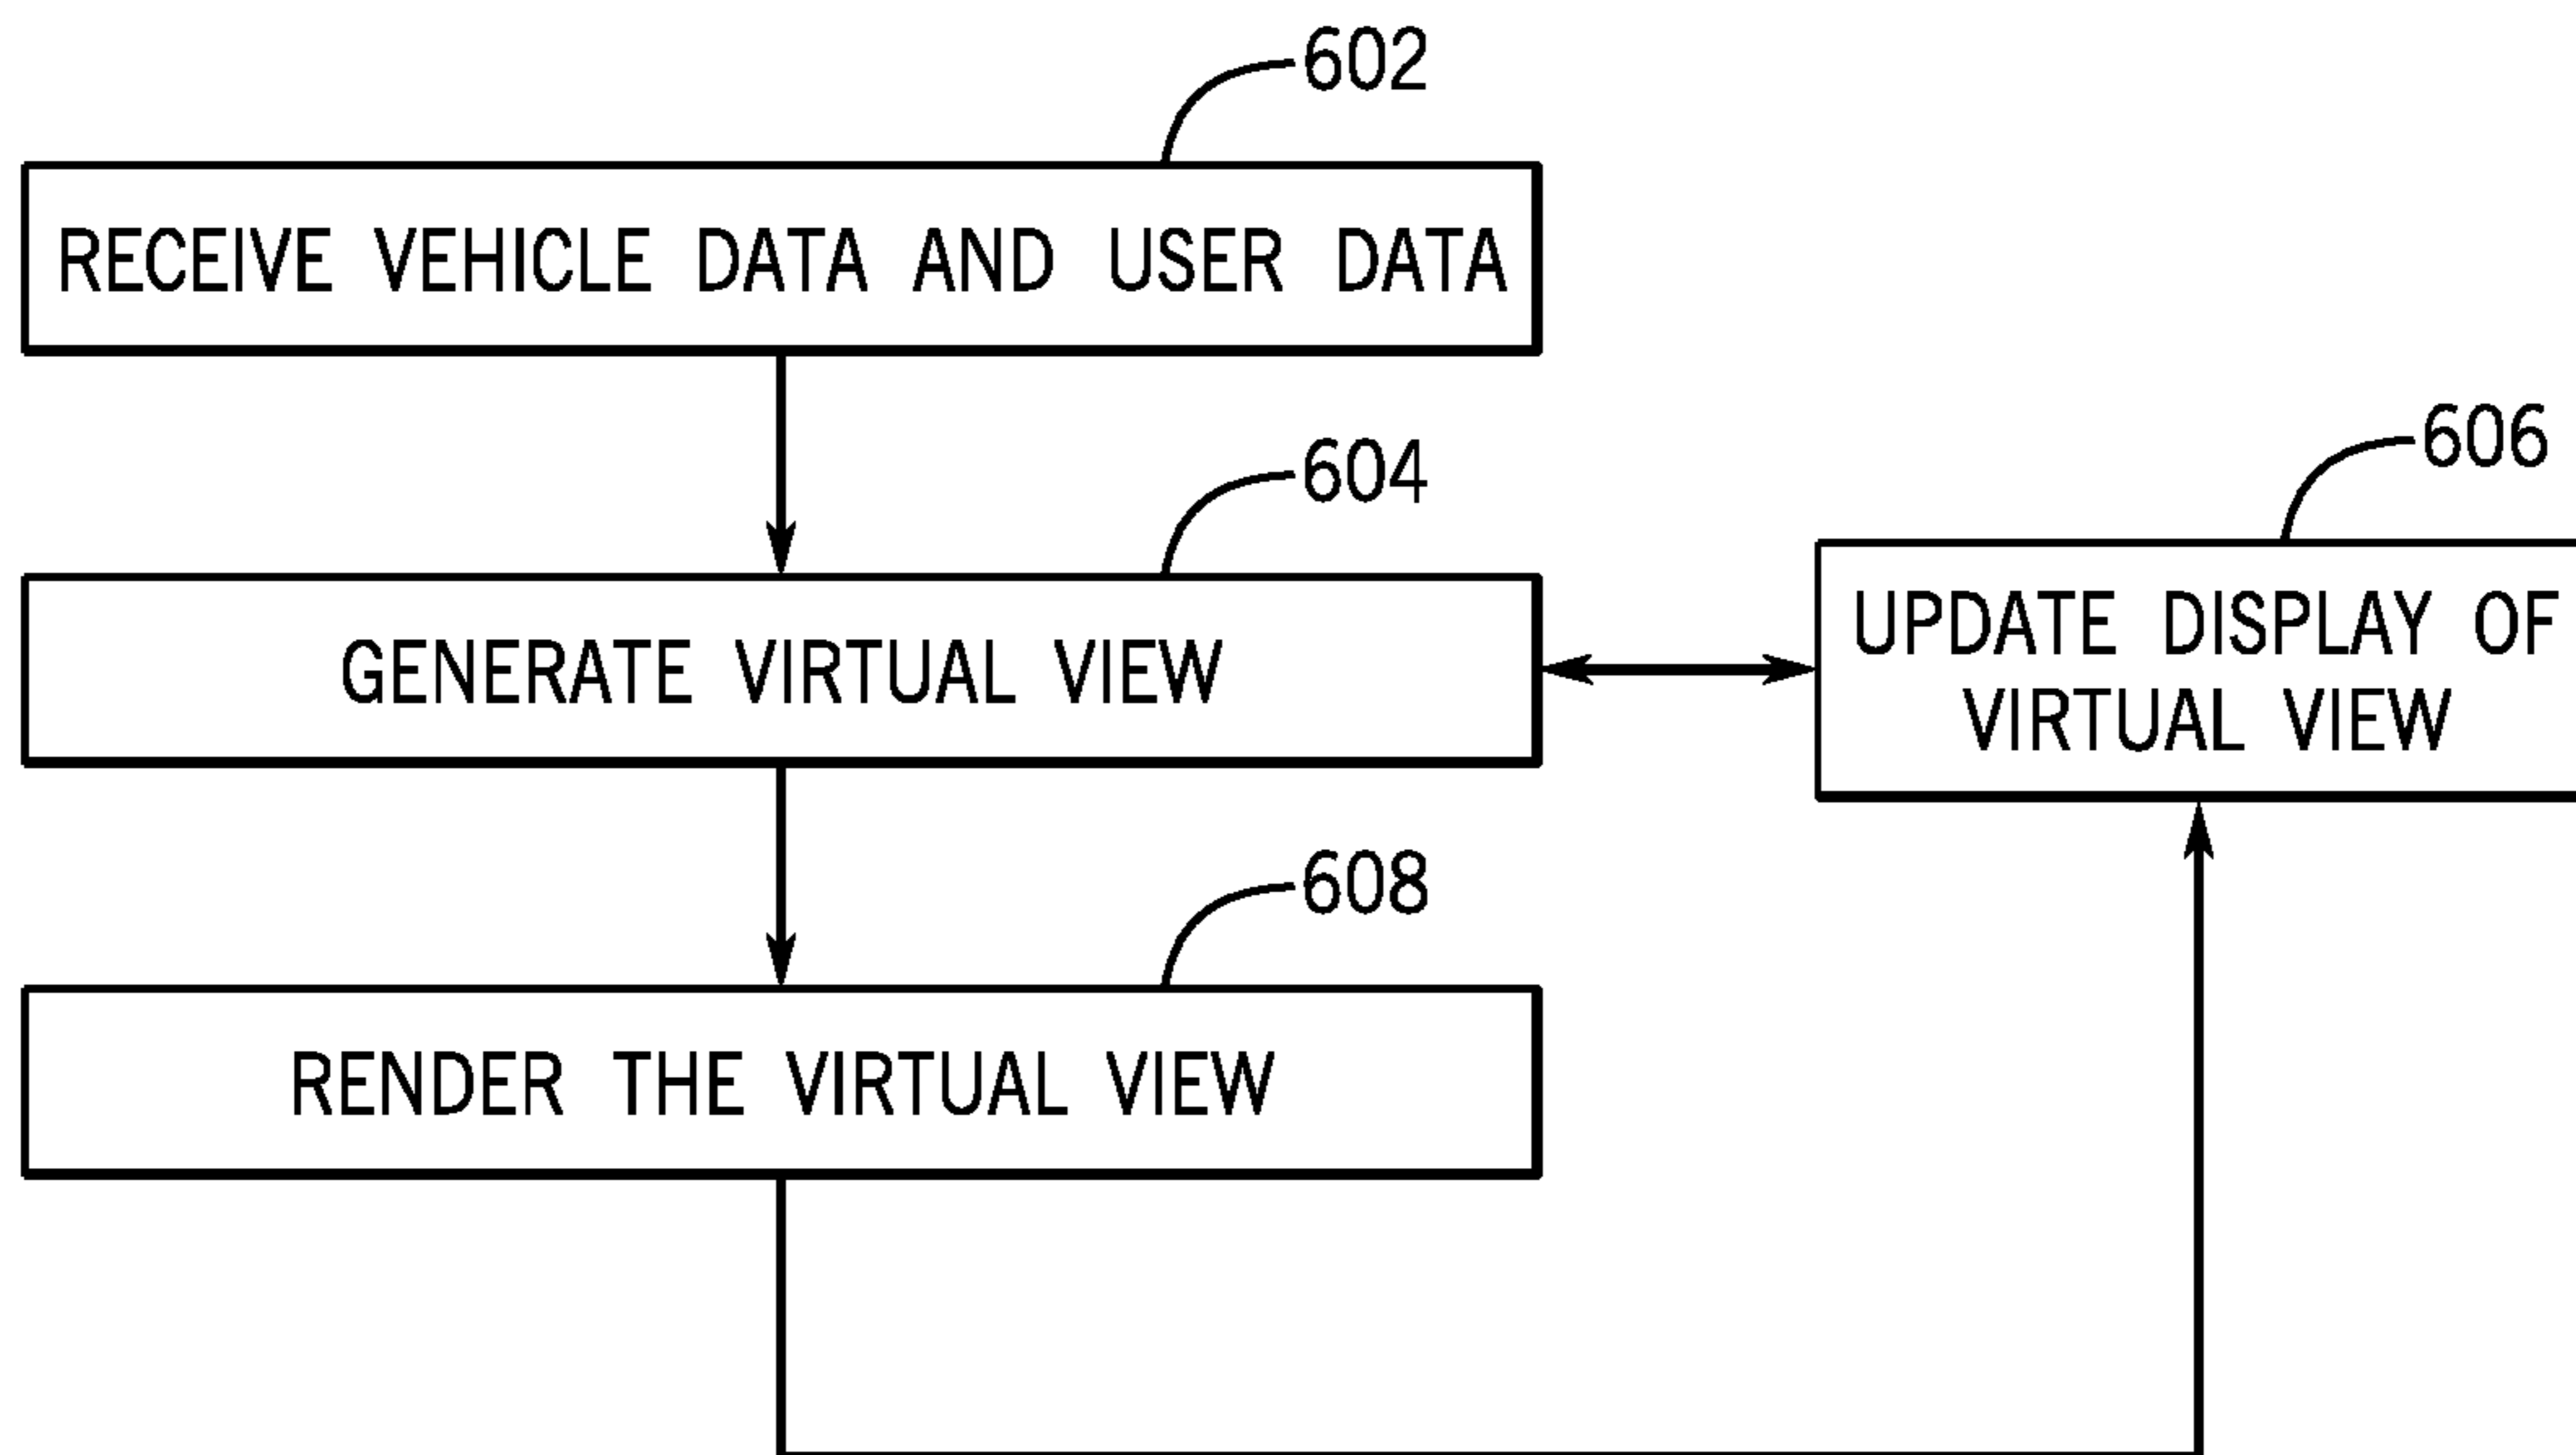 602
RECEIVE VEHICLE DATA AND USER DATA
604
GENERATE VIRTUAL VIEW
606
UPDATE DISPLAY OF
VIRTUAL VIEW
608
RENDER THE VIRTUAL VIEW